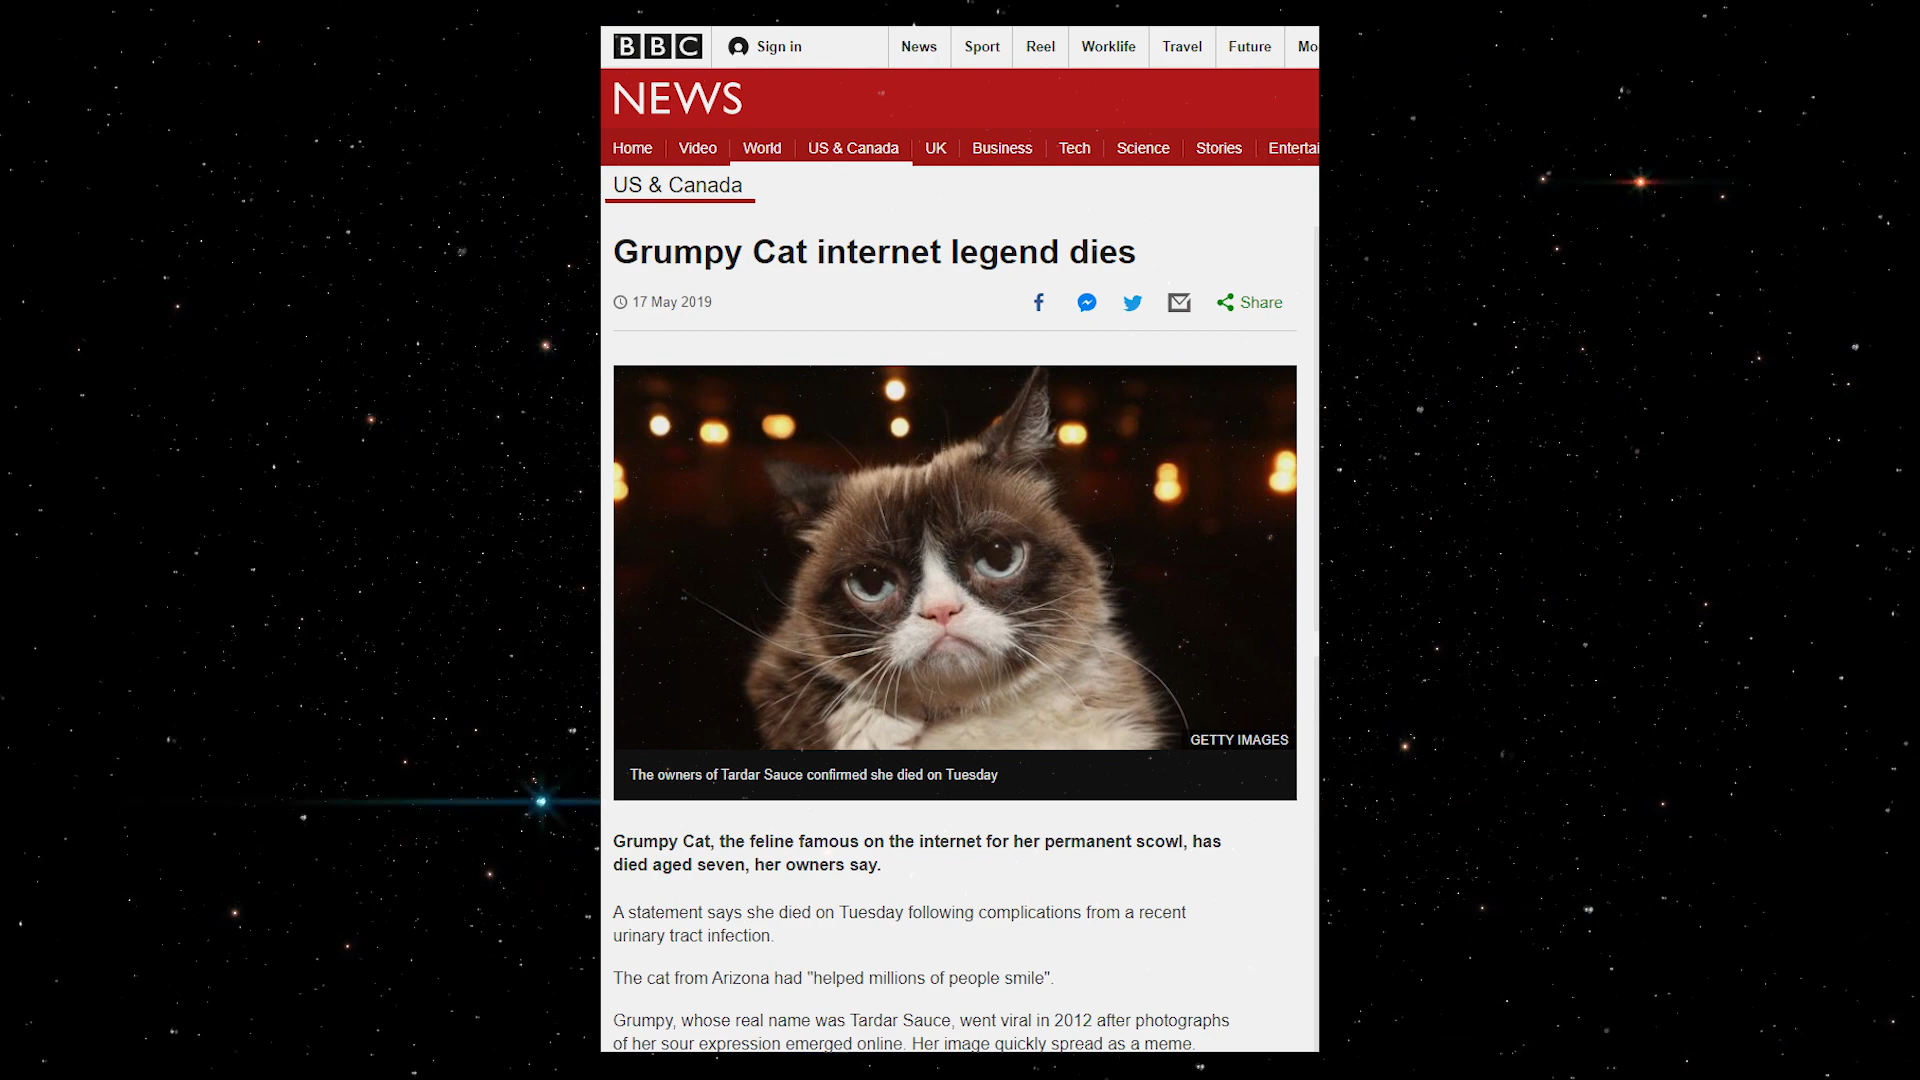 BBC Sign in News Sport Reel Worklife Travel Future Mo
NEWS
Home Video World US & Canada UK Business Tech Science Stories Entertai
US & Canada
Grumpy Cat internet legend dies
17 May 2019 Share
GETTY IMAGES
The owners of Tardar Sauce confirmed she died on Tuesday
Grumpy Cat, the feline famous on the internet for her permanent scowl, has
died aged seven, her owners say.
A statement says she died on Tuesday following complications from a recent
urinary tract infection.
The cat from Arizona had "helped millions of people smile".
Grumpy, whose real name was Tardar Sauce, went viral in 2012 after photographs
of her sour expression emerged online. Her image quickly spread as a meme.